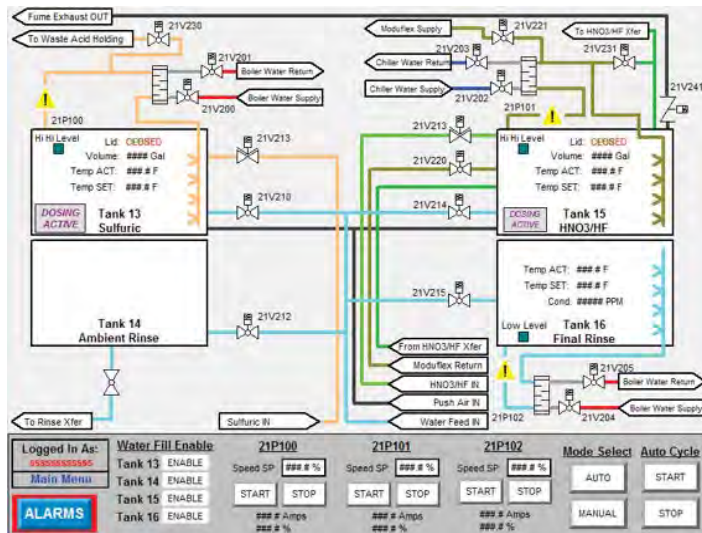 Fume Exhaust OUT
21V230
To Waste Acid Holding
21V201
Boiler Water Return
Boiler Water Supply
21V200
21P100
Moduflex Supply
21V221
21V203
Chiller Water Return
Chiller Water Supply
21V202
21P101
To HNO3/HF Xfer
21V231
21V241
Hi Hi Level
Lid:
Volume: #### Gal
Temp ACT: ###.# F
Temp SET: ###.# F
DOSING
ACTIVE
Tank 13
Sulfuric
21V213
21V210
21V213
21V220
21V214
Hi Hi Level
Lid:
Volume: #### Gal
Temp ACT: ###.# F
Temp SET: ###.# F
DOSING
ACTIVE
Tank 15
HNO3/HF
Tank 14
Ambient Rinse
21V212
21V215
Temp ACT: ###.# F
Temp SET: ###.# F
Cond: ##### PPM
Low Level
Tank 16
Final Rinse
From HNO3/HF Xfer
Moduflex Return
HNO3/HF IN
Push Air IN
Water Feed IN
21P102
21V205
Boiler Water Return
Boiler Water Supply
21V204
To Rinse Xfer
Sulfuric IN
Logged In As:
Main Menu
ALARMS
Water Fill Enable
Tank 13 ENABLE
Tank 14 ENABLE
Tank 15 ENABLE
Tank 16 ENABLE
21P100
Speed SP: ###.# %
START STOP
###.# Amps
###.# %
21P101
Speed SP: ###.# %
START STOP
###.# Amps
###.# %
21P102
Speed SP: ###.# %
START STOP
###.# Amps
###.# %
Mode Select
AUTO
MANUAL
Auto Cycle
START
STOP